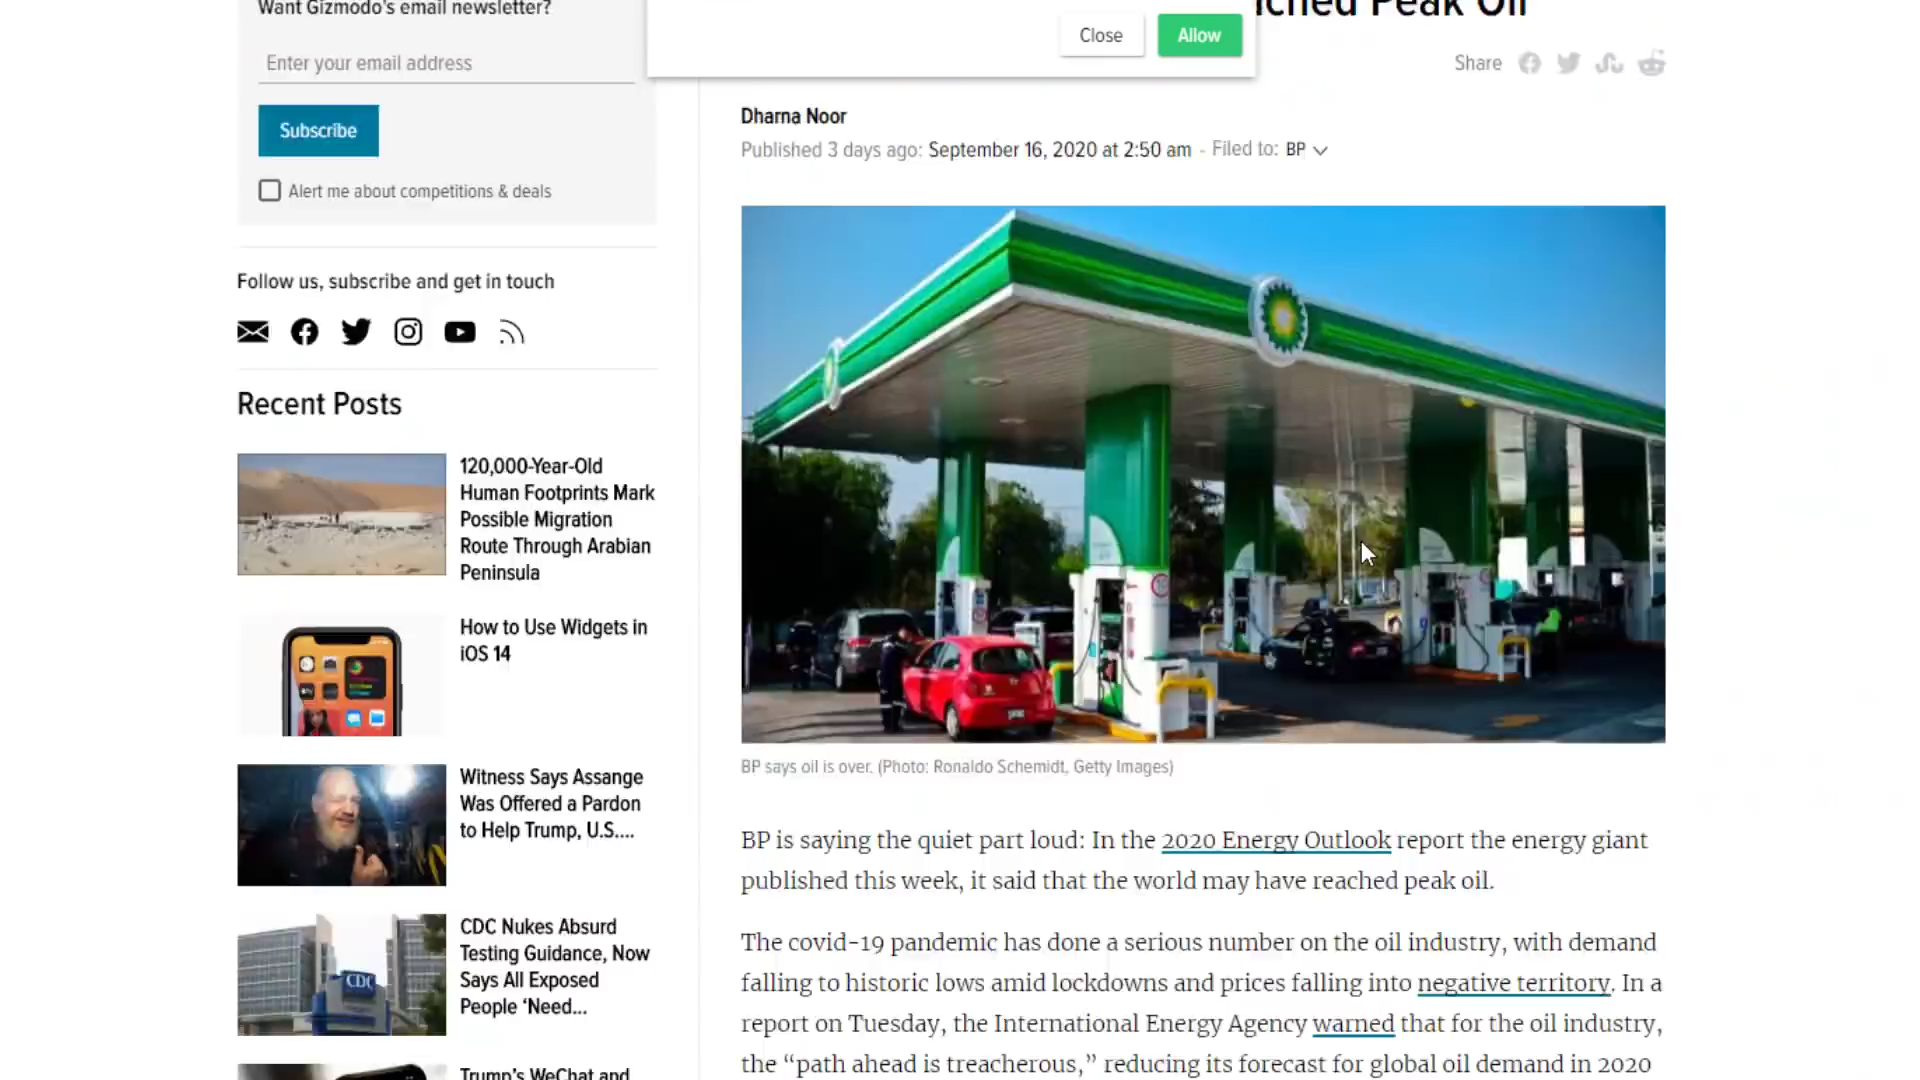 Want Gizmodo's email newsletter?
Enter your email address
Subscribe
Alert me about competitions & deals
Follow us, subscribe and get in touch
Recent Posts
120,000-Year-Old
Human Footprints Mark
Possible Migration
Route Through Arabian
Peninsula
How to Use Widgets in
iOS 14
Witness Says Assange
Was Offered a Pardon
to Help Trump, U.S....
CDC
CDC Nukes Absurd
Testing Guidance, Now
Says All Exposed
People ‘Need...
Trump’s WeChat and
Close
Allow
Peak Oil
Share
Dharna Noor
Published 3 days ago: September 16, 2020 at 2:50 am - Filed to: BP
BP says oil is over. (Photo: Ronaldo Schemidt, Getty Images)
BP is saying the quiet part loud: In the 2020 Energy Outlook report the energy giant
published this week, it said that the world may have reached peak oil.
The covid-19 pandemic has done a serious number on the oil industry, with demand
falling to historic lows amid lockdowns and prices falling into negative territory. In a
report on Tuesday, the International Energy Agency warned that for the oil industry,
the “path ahead is treacherous,” reducing its forecast for global oil demand in 2020